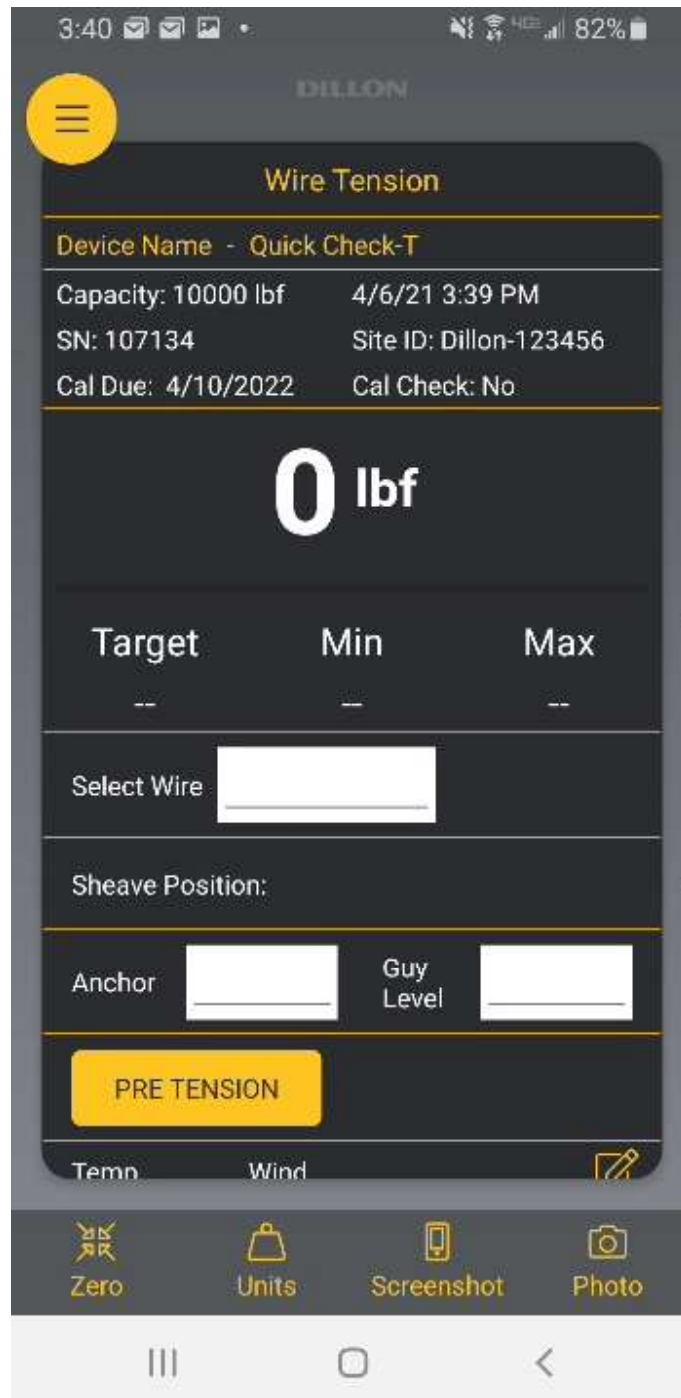 3:40 82%
DILLON
Wire Tension
Device Name - Quick Check-T
Capacity: 10000 lbf 4/6/21 3:39 PM
SN: 107134 Site ID: Dillon-123456
Cal Due: 4/10/2022 Cal Check: No
0 lbf
Target Min Max
-- -- --
Select Wire
Sheave Position:
Anchor Guy Level
PRE TENSION
Temp Wind
Zero Units Screenshot Photo